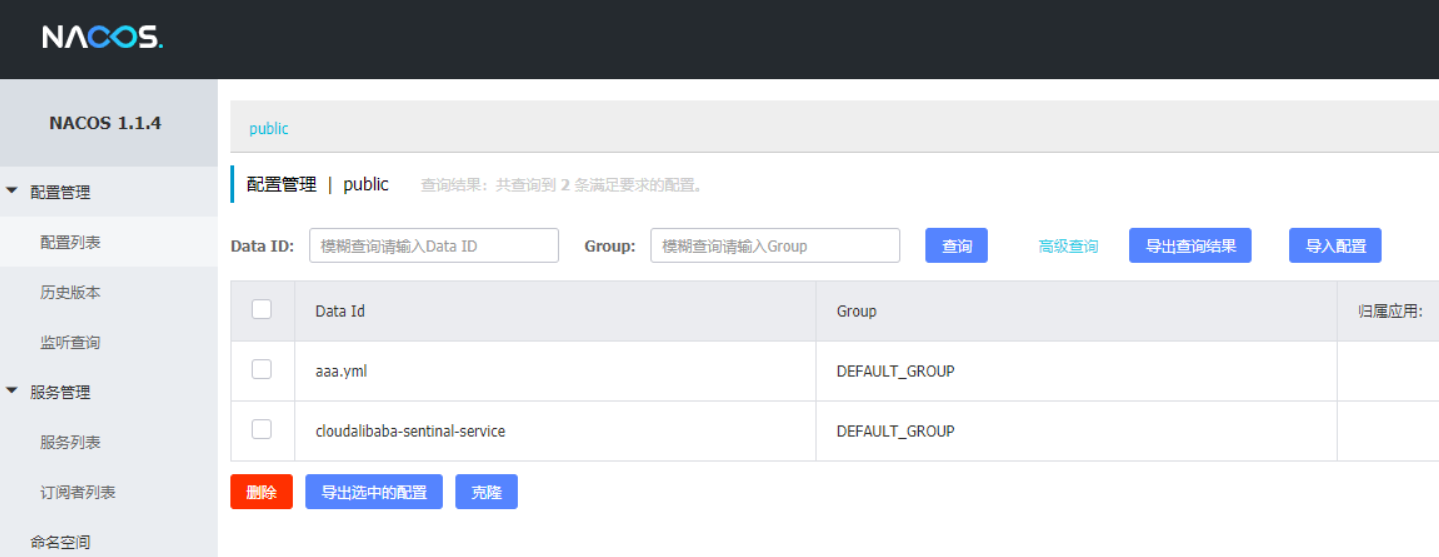 NACOS.
NACOS 1.1.4
public
配置管理
配置管理 | public 查询结果：共查询到 2 条满足要求的配置。
配置列表
Data ID: 模糊查询请输入Data ID Group: 模糊查询请输入Group 查询 高级查询 导出查询结果 导入配置
历史版本
Data Id Group 归属应用:
监听查询
aaa.yml DEFAULT_GROUP
服务管理
cloudalibaba-sentinal-service DEFAULT_GROUP
服务列表
订阅者列表
删除 导出选中的配置 克隆
命名空间